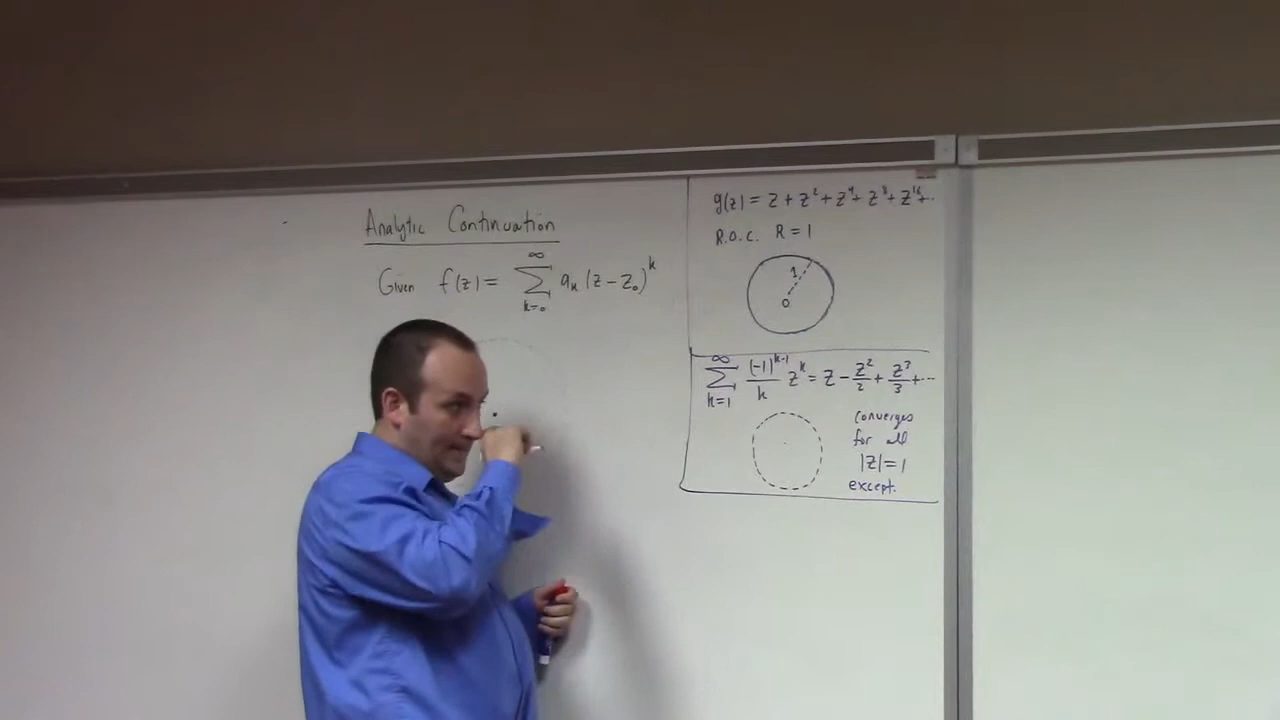 Analytic Continuation
Given f(z) = ∞ ∑ k=0 aₖ (z − z₀)ᵏ
g(z) = z + z² + z⁴ + z⁸ + z¹⁶ + ..
R.o.c. R = 1
1
0
∞ ∑ k=1 (-1)ᵏ⁻¹/k zᵏ = z − z²/2 + z³/3 + ...
converges
for all
|z| = 1
except.